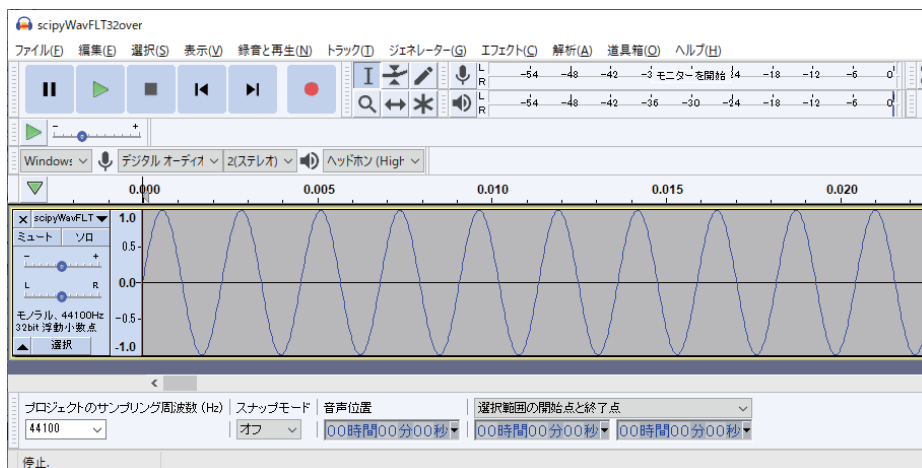 scipyWavFLT32over
ファイル(F) 編集(E) 選択(S) 表示(V) 録音と再生(N) トラック(T) ジェネレーター(G) エフェクト(C) 解析(A) 道具箱(O) ヘルプ(H)
L R -54 -48 -42 -3 モニターを開始 !4 -18 -12 -6 0
L R -54 -48 -42 -36 -30 -24 -18 -12 -6 0
- +
Windows デジタル オーディオ 2(ステレオ) ヘッドホン (High
0.000 0.005 0.010 0.015 0.020
× scipyWavFLT 1.0
ミュート ソロ
0.5
- +
0.0
L R
モノラル、44100Hz -0.5
32bit 浮動小数点
選択 -1.0
プロジェクトのサンプリング周波数 (Hz) スナップモード 音声位置 選択範囲の開始点と終了点
44100 オフ 00時間00分00秒 00時間00分00秒 00時間00分00秒
停止.